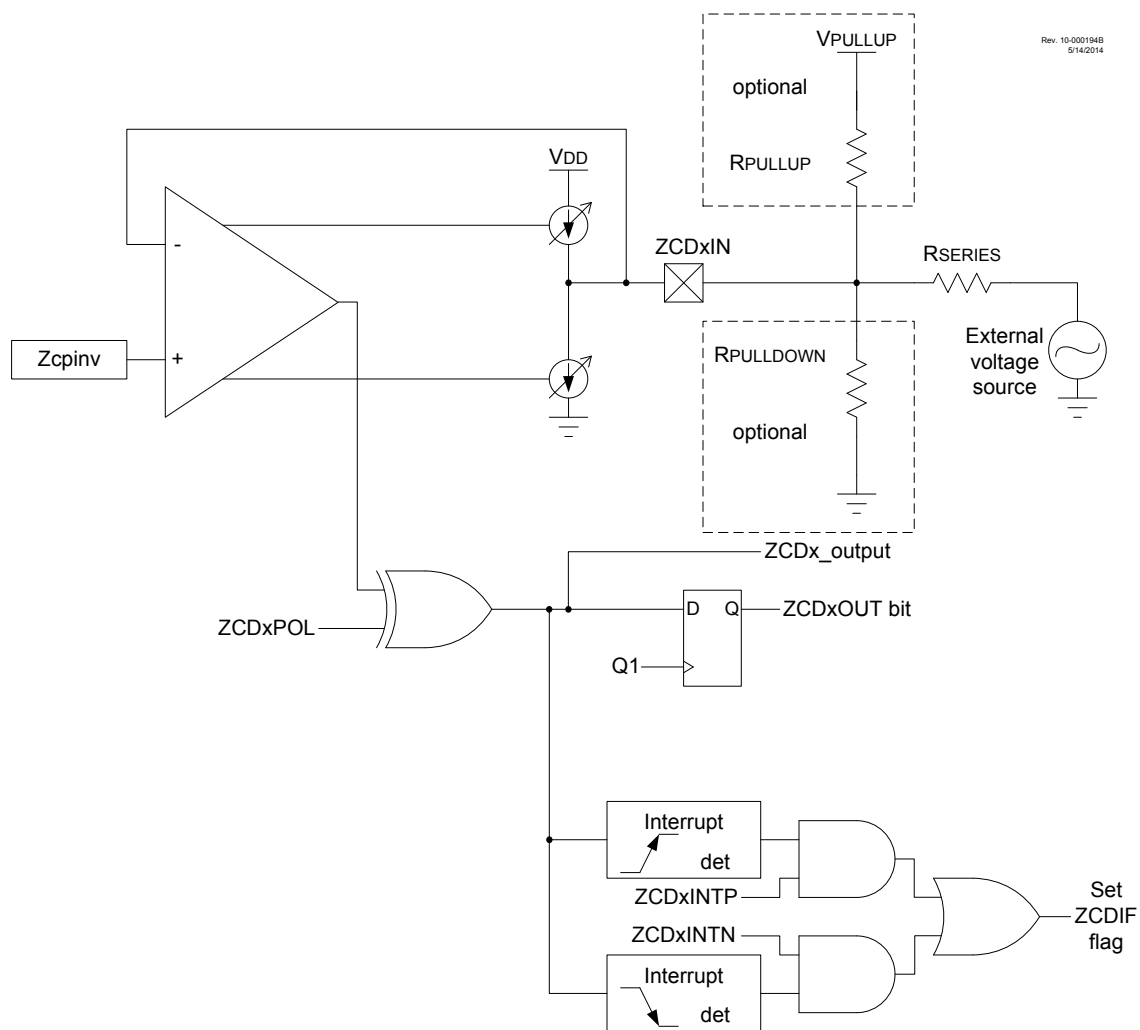 Rev. 10-000194B
5/14/2014
VPULLUP
optional
RPULLUP
VDD
-
ZCDxIN
RSERIES
Zcpinv
+
RPULLDOWN
External
voltage
source
optional
ZCDx_output
D Q
ZCDxOUT bit
ZCDxPOL
Q1
Interrupt
det
ZCDxINTP
Set
ZCDIF
flag
ZCDxINTN
Interrupt
det